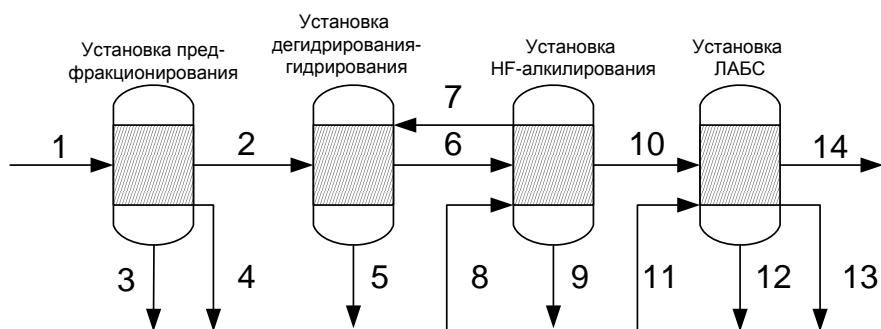 Установка пред-
фракционирования
Установка
дегидрирования-
гидрирования
Установка
HF-алкилирования
Установка
ЛАБС
1
2
3
4
5
6
7
8
9
10
11
12
13
14